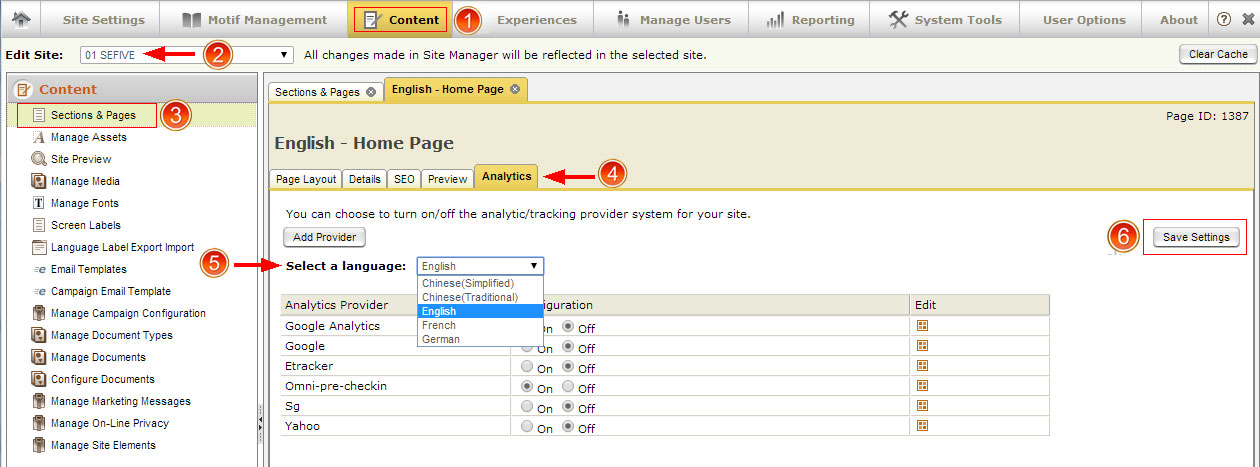 Site Settings Motif Management Content 1 Experiences Manage Users Reporting System Tools User Options About ?
Edit Site: 01 SEFIVE 2 All changes made in Site Manager will be reflected in the selected site. Clear Cache
Content
Sections & Pages 3
Manage Assets
Site Preview
Manage Media
Manage Fonts
Screen Labels
Language Label Export Import
Email Templates
Campaign Email Template
Manage Campaign Configuration
Manage Document Types
Manage Documents
Configure Documents
Manage Marketing Messages
Manage On-Line Privacy
Manage Site Elements
Sections & Pages English - Home Page
Page ID: 1387
English - Home Page
Page Layout Details SEO Preview Analytics 4
You can choose to turn on/off the analytic/tracking provider system for your site.
Add Provider 6 Save Settings
5 Select a language: English
Chinese(Simplified)
Chinese(Traditional)
English
French
German
Analytics Provider iguration Edit
Google Analytics On Off
Google On Off
Etracker On Off
Omni-pre-checkin On Off
Sg On Off
Yahoo On Off